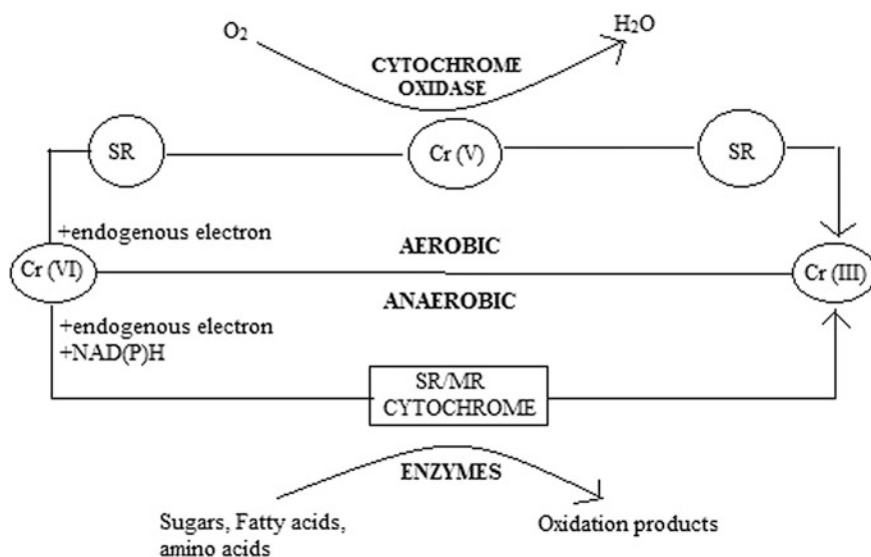 O2
H2O
CYTOCHROME
OXIDASE
SR
Cr (V)
SR
+endogenous electron
AEROBIC
Cr (VI)
Cr (III)
ANAEROBIC
+endogenous electron
+NAD(P)H
SR/MR
CYTOCHROME
ENZYMES
Sugars, Fatty acids,
amino acids
Oxidation products